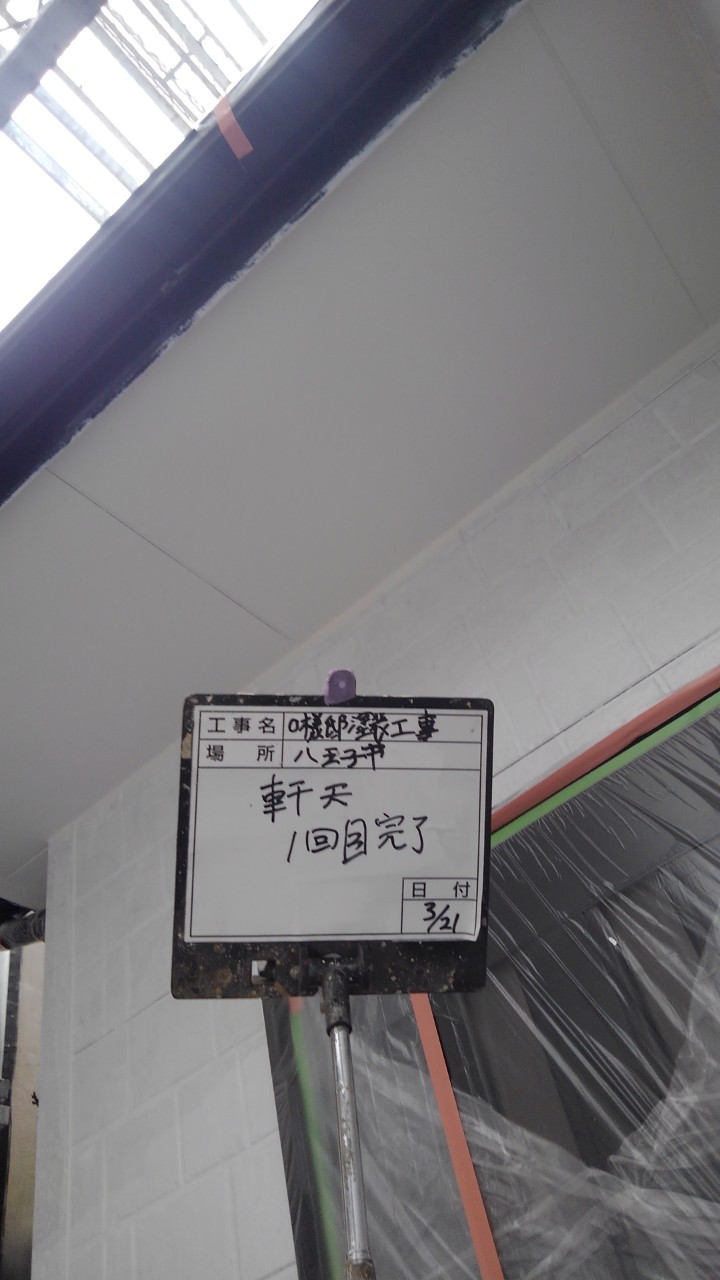 工事名 O様邸塗装工事
場所 八王子市
軒天
1回目完了
日付
3/21